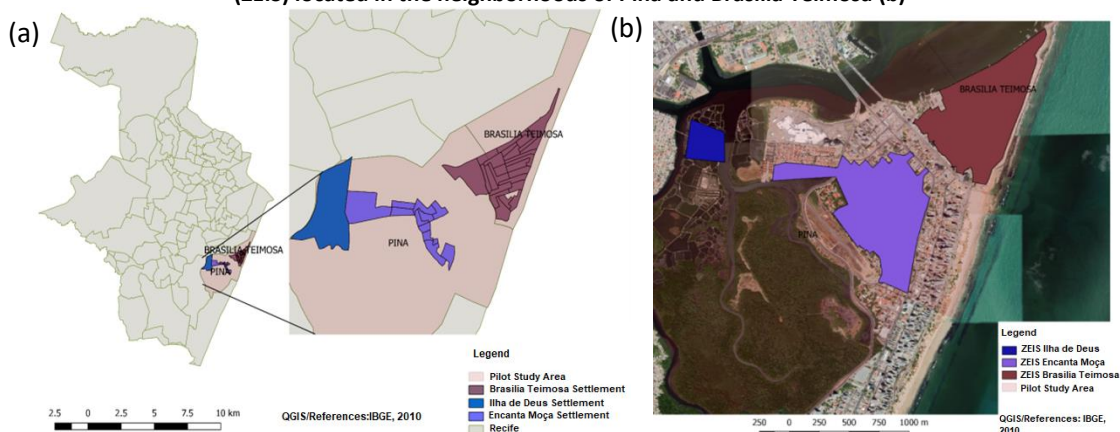 (ZEIS) located in the neighborhoods of Pina and Brasília Teimosa (b)
(a)
BRASILIA TEIMOSA
PINA
BRASILIA TEIMOSA
PINA
Legend
Pilot Study Area
Brasilia Teimosa Settlement
Ilha de Deus Settlement
Encanta Moça Settlement
Recife
2.5 0 2.5 5 7.5 10 km
QGIS/References:IBGE, 2010
(b)
BRASILIA TEIMOSA
PINA
Legend
ZEIS Ilha de Deus
ZEIS Encanta Moça
ZEIS Brasilia Teimosa
Pilot Study Area
250 0 250 500 750 1000 m
QGIS/References: IBGE,
2010